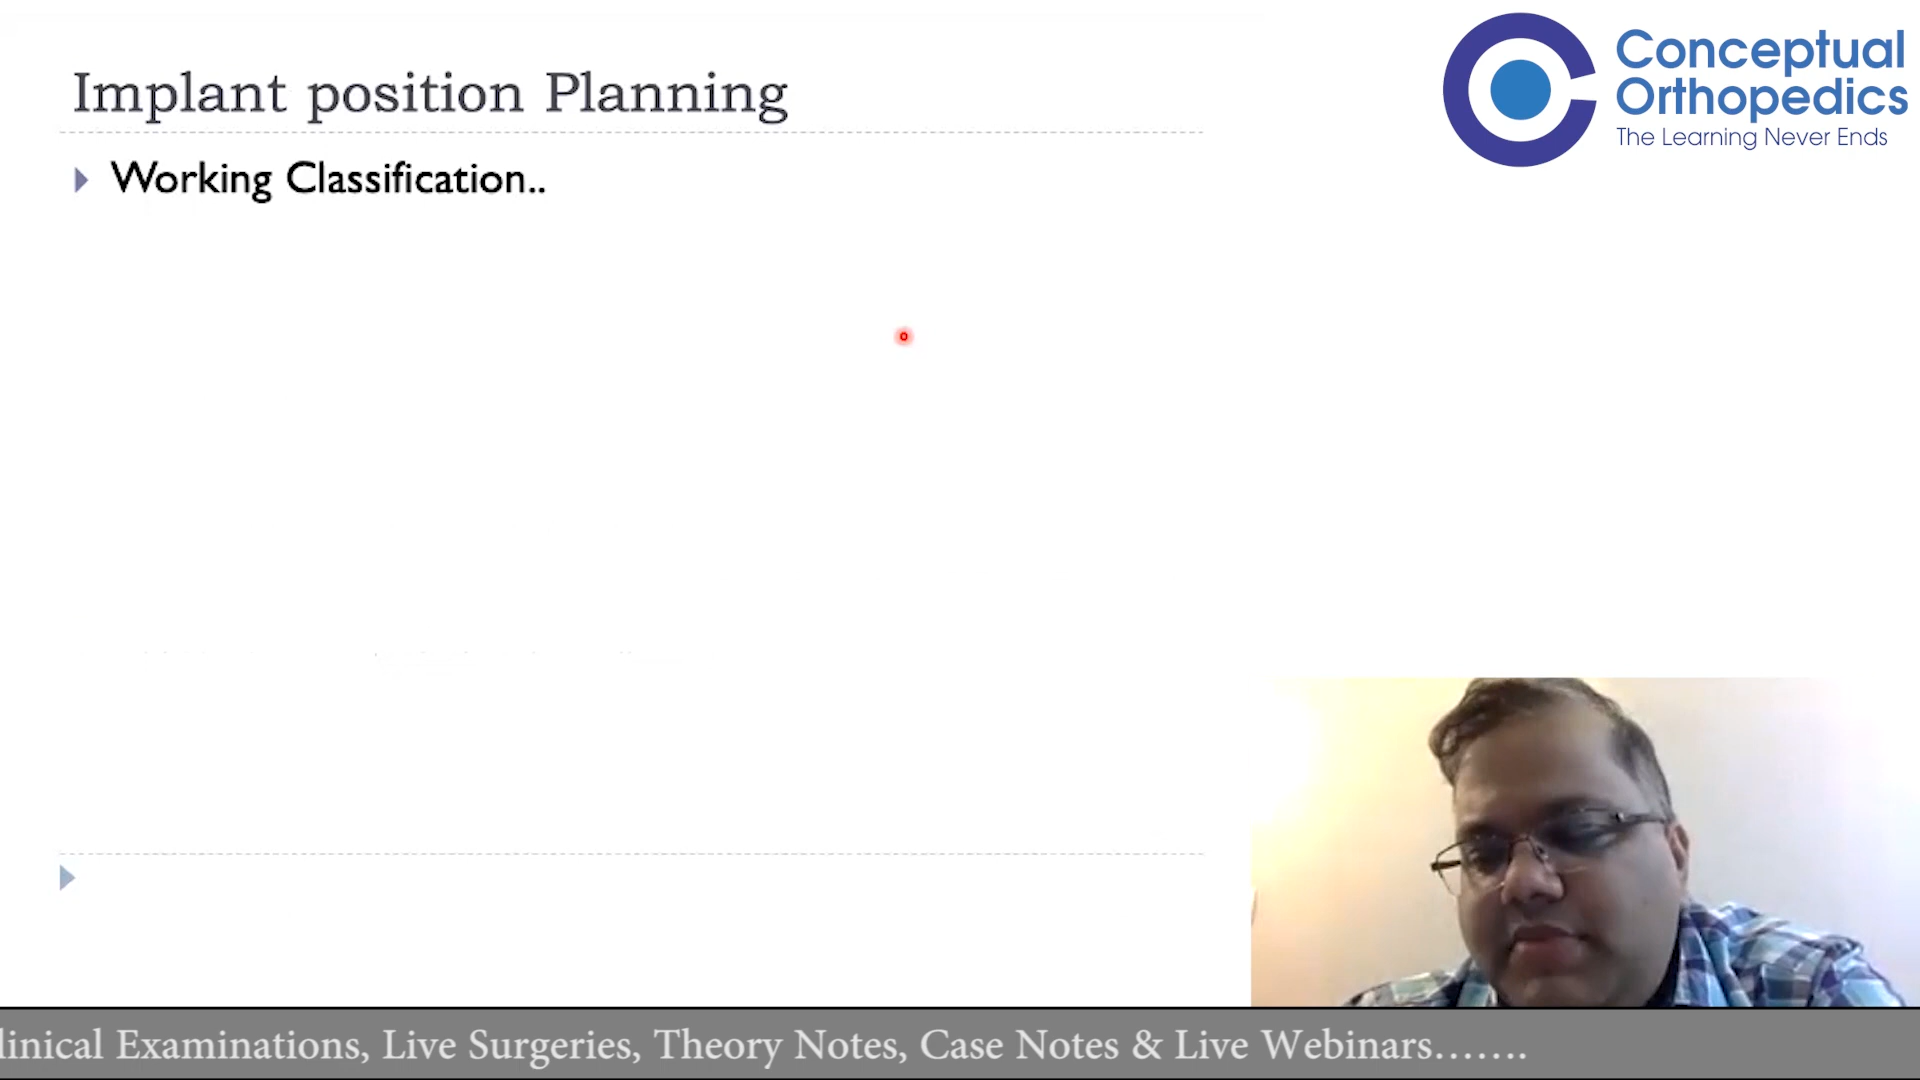 Implant position Planning
Working Classification..
Conceptual
Orthopedics
The Learning Never Ends
linical Examinations, Live Surgeries, Theory Notes, Case Notes & Live Webinars.......